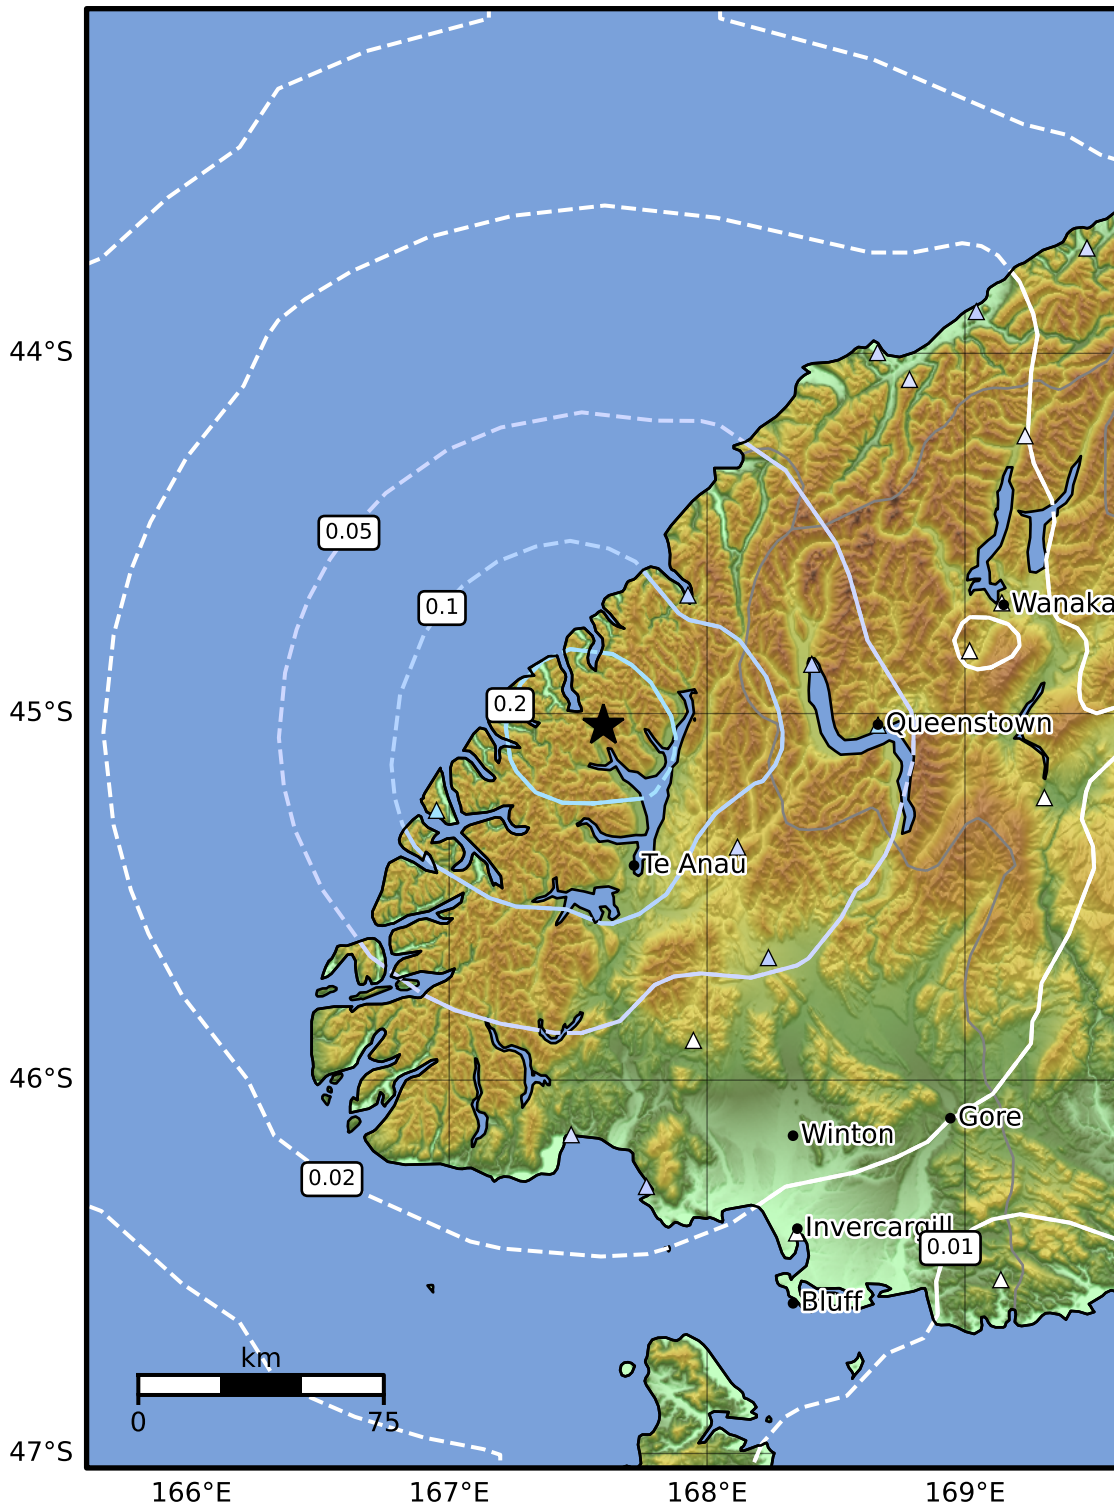 44°S
0.05
0.1
Wanaka
0.2
45°S
Queenstown
Te Anau
46°S
Gore
Winton
0.02
Invercargill
0.01
Bluff
km
0
75
47°S
166°E
167°E
168°E
169°E